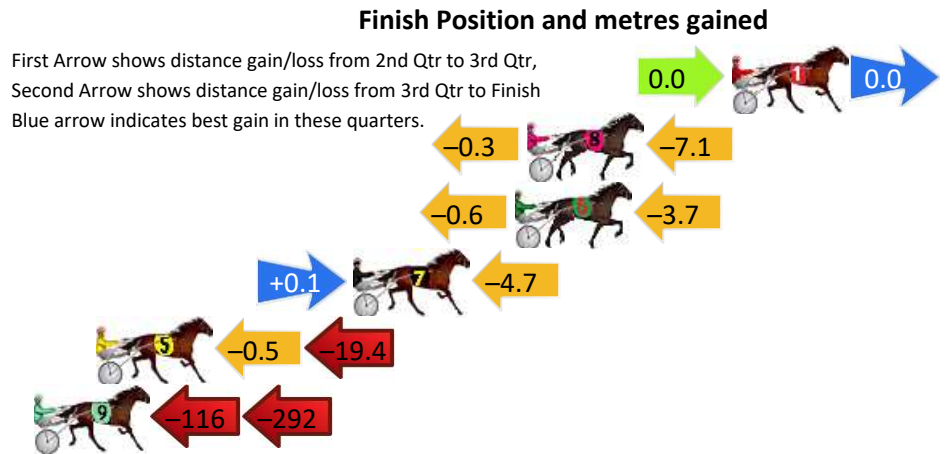 Finish Position and metres gained
First Arrow shows distance gain/loss from 2nd Qtr to 3rd Qtr,
Second Arrow shows distance gain/loss from 3rd Qtr to Finish
Blue arrow indicates best gain in these quarters.
0.0 1 0.0
–0.3 8 –7.1
–0.6 6 –3.7
+0.1 7 –4.7
5 –0.5 –19.4
9 –116 –292